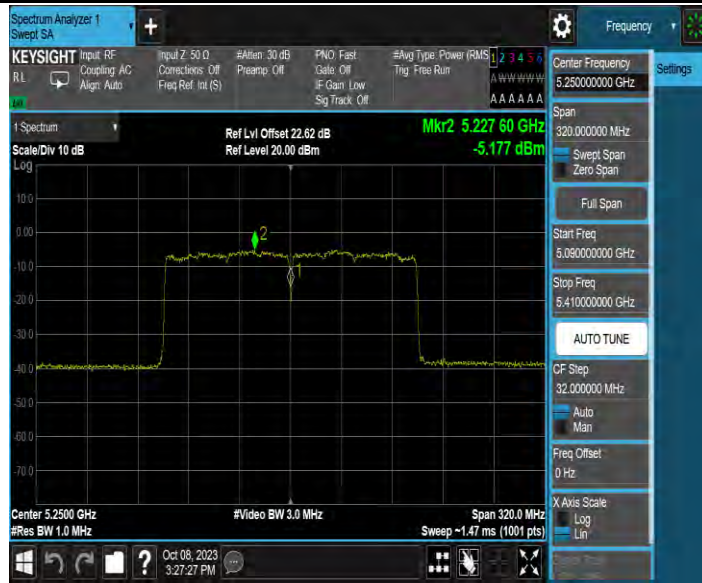 Spectrum Analyzer 1
Swept SA
+
Frequency
KEYSIGHT
RL
Input: RF
Coupling: AC
Align: Auto
Input Z: 50 Ω
Corrections: Off
Freq Ref: Int (S)
#Atten: 30 dB
Preamp: Off
PNO: Fast
Gate: Off
IF Gain: Low
Sig Track: Off
#Avg Type: Power (RMS
Trig: Free Run
1 2 3 4 5 6
A W W W W W
A A A A A A
Center Frequency
5.250000000 GHz
Settings
Span
320.000000 MHz
Swept Span
Zero Span
Full Span
Start Freq
5.090000000 GHz
Stop Freq
5.410000000 GHz
AUTO TUNE
CF Step
32.000000 MHz
Auto
Man
Freq Offset
0 Hz
X Axis Scale
Log
Lin
1 Spectrum
Scale/Div 10 dB
Log
Ref Lvl Offset 22.62 dB
Ref Level 20.00 dBm
Mkr2 5.227 60 GHz
-5.177 dBm
10.0
0.00
-10.0
-20.0
-30.0
-40.0
-50.0
-60.0
-70.0
2
1
Center 5.2500 GHz
#Res BW 1.0 MHz
#Video BW 3.0 MHz
Span 320.0 MHz
Sweep ~1.47 ms (1001 pts)
?
Oct 08, 2023
3:27:27 PM